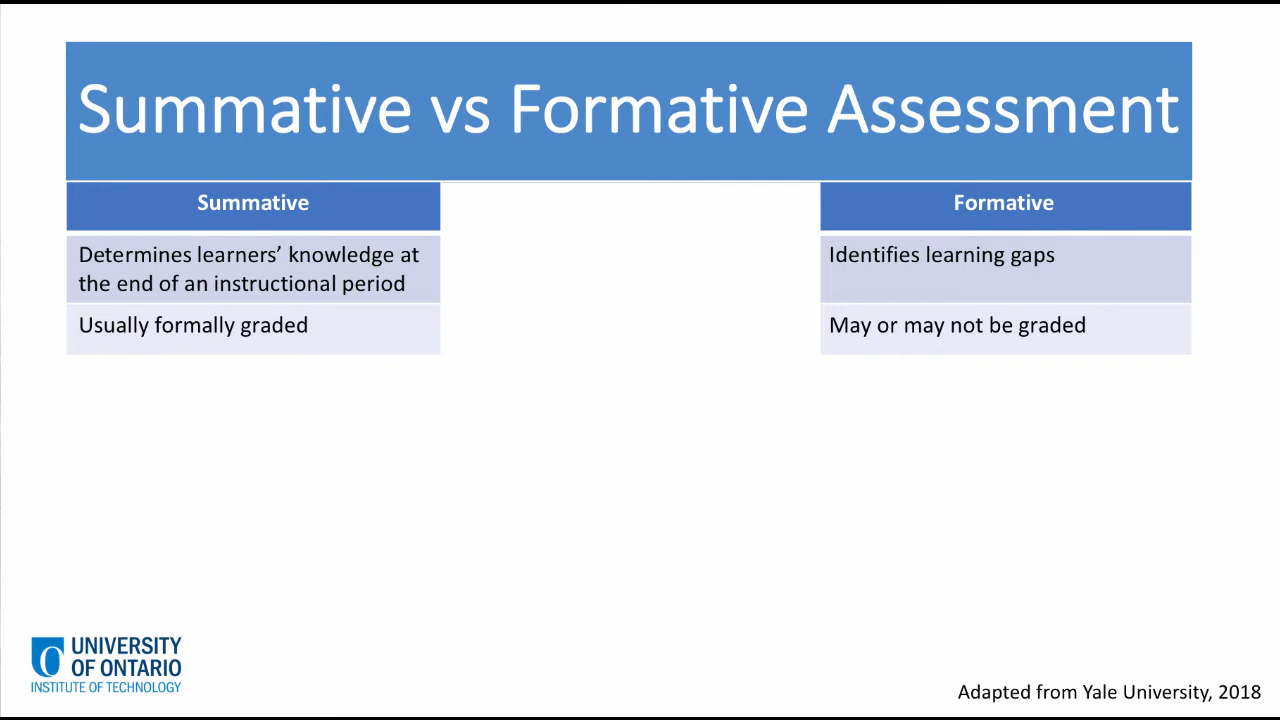 Summative vs Formative Assessment
Summative
Formative
Determines learners’ knowledge at
the end of an instructional period
Identifies learning gaps
Usually formally graded
May or may not be graded
UNIVERSITY
OF ONTARIO
INSTITUTE OF TECHNOLOGY
Adapted from Yale University, 2018